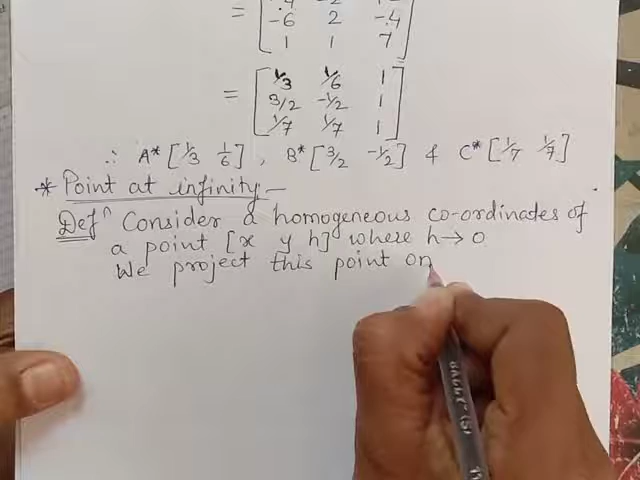 = [ -6 2 -4
1 1 7 ]
= [ 1/3 1/6 1
3/2 -1/2 1
1/7 1/7 1 ]
∴ A* [1/3 1/6] , B* [3/2 -1/2] & C* [1/7 1/7]
* Point at infinity –
Defⁿ Consider a homogeneous co-ordinates of
a point [x y h] where h → 0
We project this point on